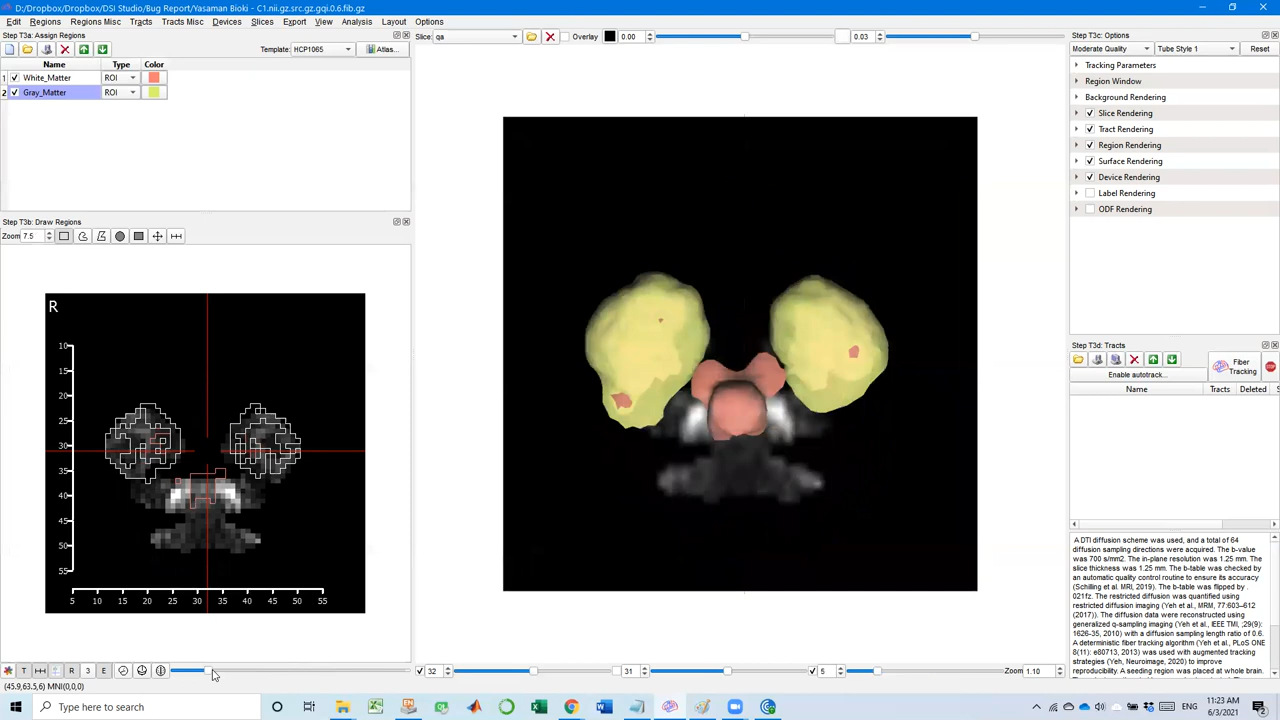 D:/Dropbox/Dropbox/DSI Studio/Bug Report/Yasaman Bioki - C1.nii.gz.src.gz.gqi.0.6.fib.gz
Edit Regions Regions Misc Tracts Tracts Misc Devices Slices Export View Analysis Layout Options
Step T3a: Assign Regions
Template: HCP1065 Atlas...
Name Type Color
1 White_Matter ROI
2 Gray_Matter ROI
Step T3b: Draw Regions
Zoom 7.5
R
10
15
20
25
30
35
40
45
50
55
5 10 15 20 25 30 35 40 45 50 55
T R 3 E
(45.9,63.5,6) MNI(0,0,0)
Slice: qa Overlay 0.00 0.03
32 31 5 Zoom 1.10
Step T3c: Options
Moderate Quality Tube Style 1 Reset
Tracking Parameters
Region Window
Background Rendering
Slice Rendering
Tract Rendering
Region Rendering
Surface Rendering
Device Rendering
Label Rendering
ODF Rendering
Step T3d: Tracts
Enable autotrack...
Fiber
Tracking
Name Tracts Deleted
A DTI diffusion scheme was used, and a total of 64
diffusion sampling directions were acquired. The b-value
was 700 s/mm2. The in-plane resolution was 1.25 mm. The
slice thickness was 1.25 mm. The b-table was checked by
an automatic quality control routine to ensure its accuracy
(Schilling et al. MRI, 2019). The b-table was flipped by .
021fz. The restricted diffusion was quantified using
restricted diffusion imaging (Yeh et al., MRM, 77:603–612
(2017)). The diffusion data were reconstructed using
generalized q-sampling imaging (Yeh et al., IEEE TMI, ;29(9):
1626-35, 2010) with a diffusion sampling length ratio of 0.6.
A deterministic fiber tracking algorithm (Yeh et al., PLoS ONE
8(11): e80713, 2013) was used with augmented tracking
strategies (Yeh, Neuroimage, 2020) to improve
reproducibility. A seeding region was placed at whole brain.
Type here to search
ENG
11:23 AM
6/3/2021